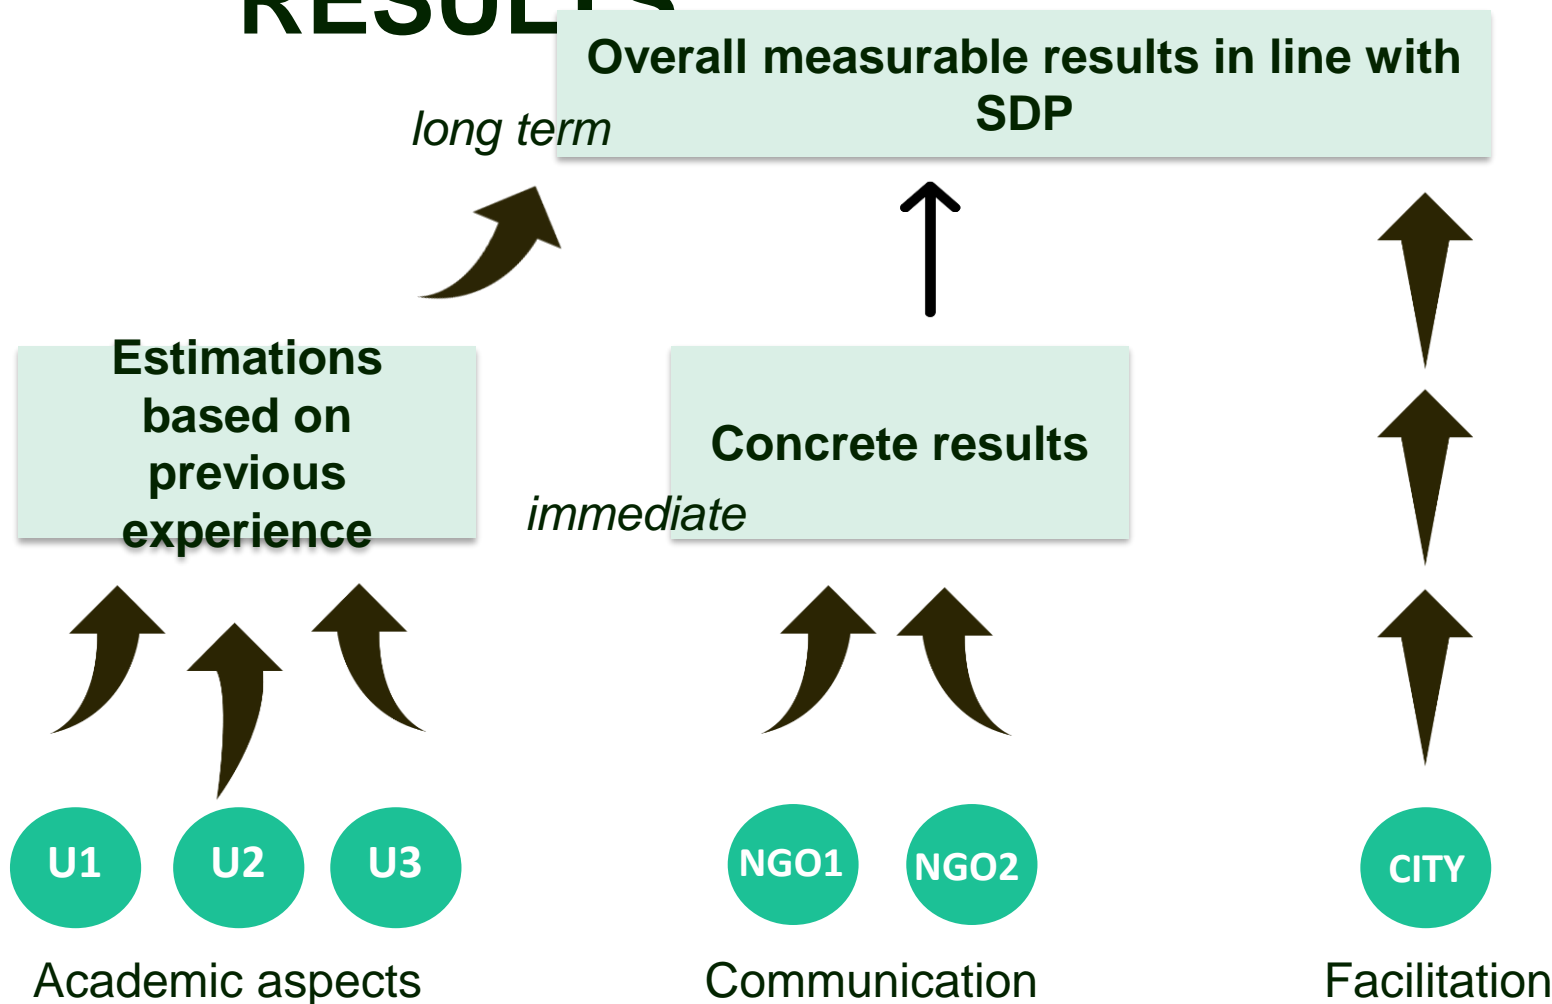 RESULTS
Overall measurable results in line with
SDP
long term
Estimations
based on
previous
experience
Concrete results
immediate
U1
U2
U3
NGO1
NGO2
CITY
Academic aspects
Communication
Facilitation